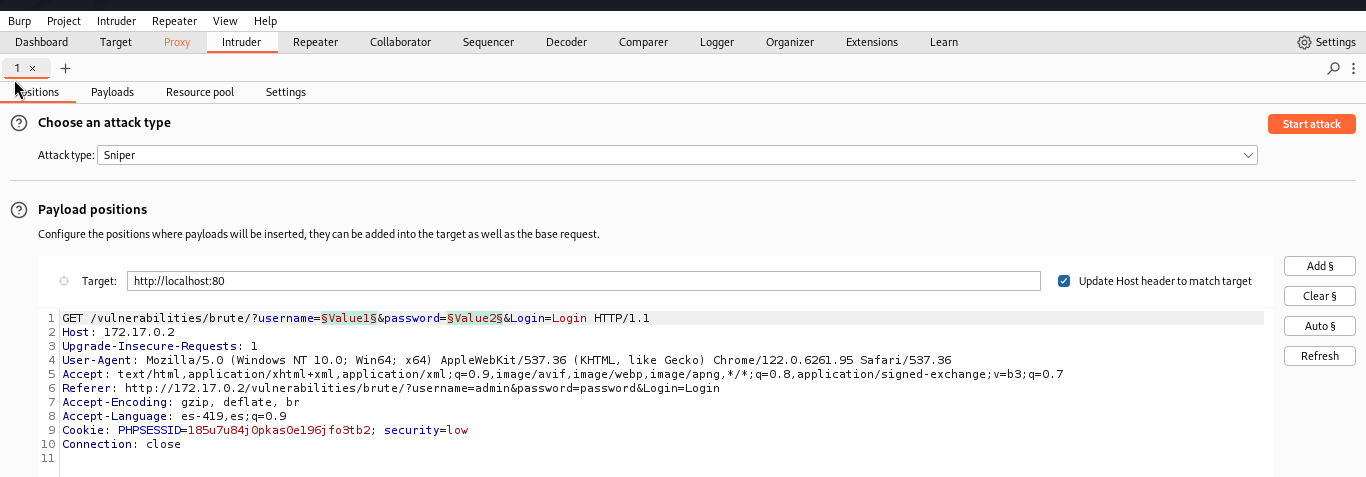 Burp Project Intruder Repeater View Help
Dashboard Target Proxy Intruder Repeater Collaborator Sequencer Decoder Comparer Logger Organizer Extensions Learn Settings
1 × +
sitions Payloads Resource pool Settings
? Choose an attack type Start attack
Attack type: Sniper
? Payload positions
Configure the positions where payloads will be inserted, they can be added into the target as well as the base request.
Target: http://localhost:80 Update Host header to match target Add §
Clear §
Auto §
Refresh
1 GET /vulnerabilities/brute/?username=§Value1§&password=§Value2§&Login=Login HTTP/1.1
2 Host: 172.17.0.2
3 Upgrade-Insecure-Requests: 1
4 User-Agent: Mozilla/5.0 (Windows NT 10.0; Win64; x64) AppleWebKit/537.36 (KHTML, like Gecko) Chrome/122.0.6261.95 Safari/537.36
5 Accept: text/html,application/xhtml+xml,application/xml;q=0.9,image/avif,image/webp,image/apng,*/*;q=0.8,application/signed-exchange;v=b3;q=0.7
6 Referer: http://172.17.0.2/vulnerabilities/brute/?username=admin&password=password&Login=Login
7 Accept-Encoding: gzip, deflate, br
8 Accept-Language: es-419,es;q=0.9
9 Cookie: PHPSESSID=185u7u84j0pkas0e196jfo3tb2; security=low
10 Connection: close
11